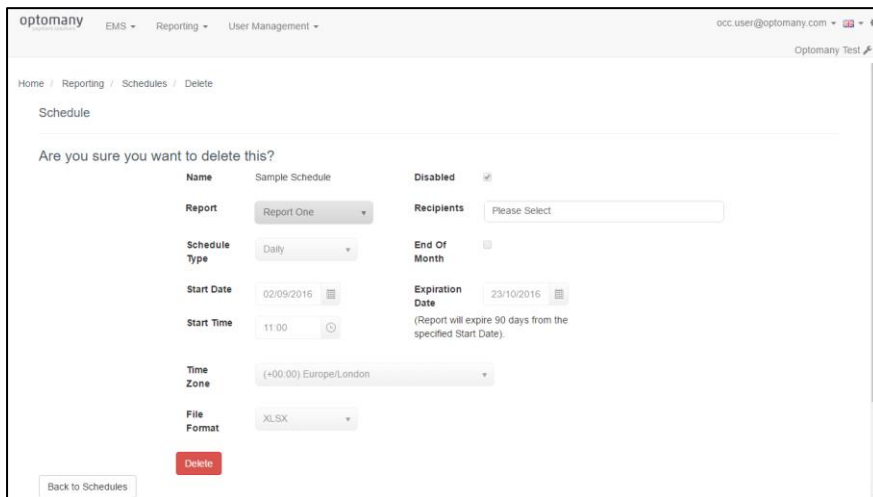 optomany
EMS
Reporting
User Management
occ.user@optomany.com
Optomany Test
Home / Reporting / Schedules / Delete
Schedule
Are you sure you want to delete this?
Name Sample Schedule Disabled
Report Report One Recipients Please Select
Schedule Type Daily End Of Month
Start Date 02/09/2016 Expiration Date 23/10/2016
Start Time 11:00 (Report will expire 90 days from the
specified Start Date).
Time Zone (+00:00) Europe/London
File Format XLSX
Delete
Back to Schedules